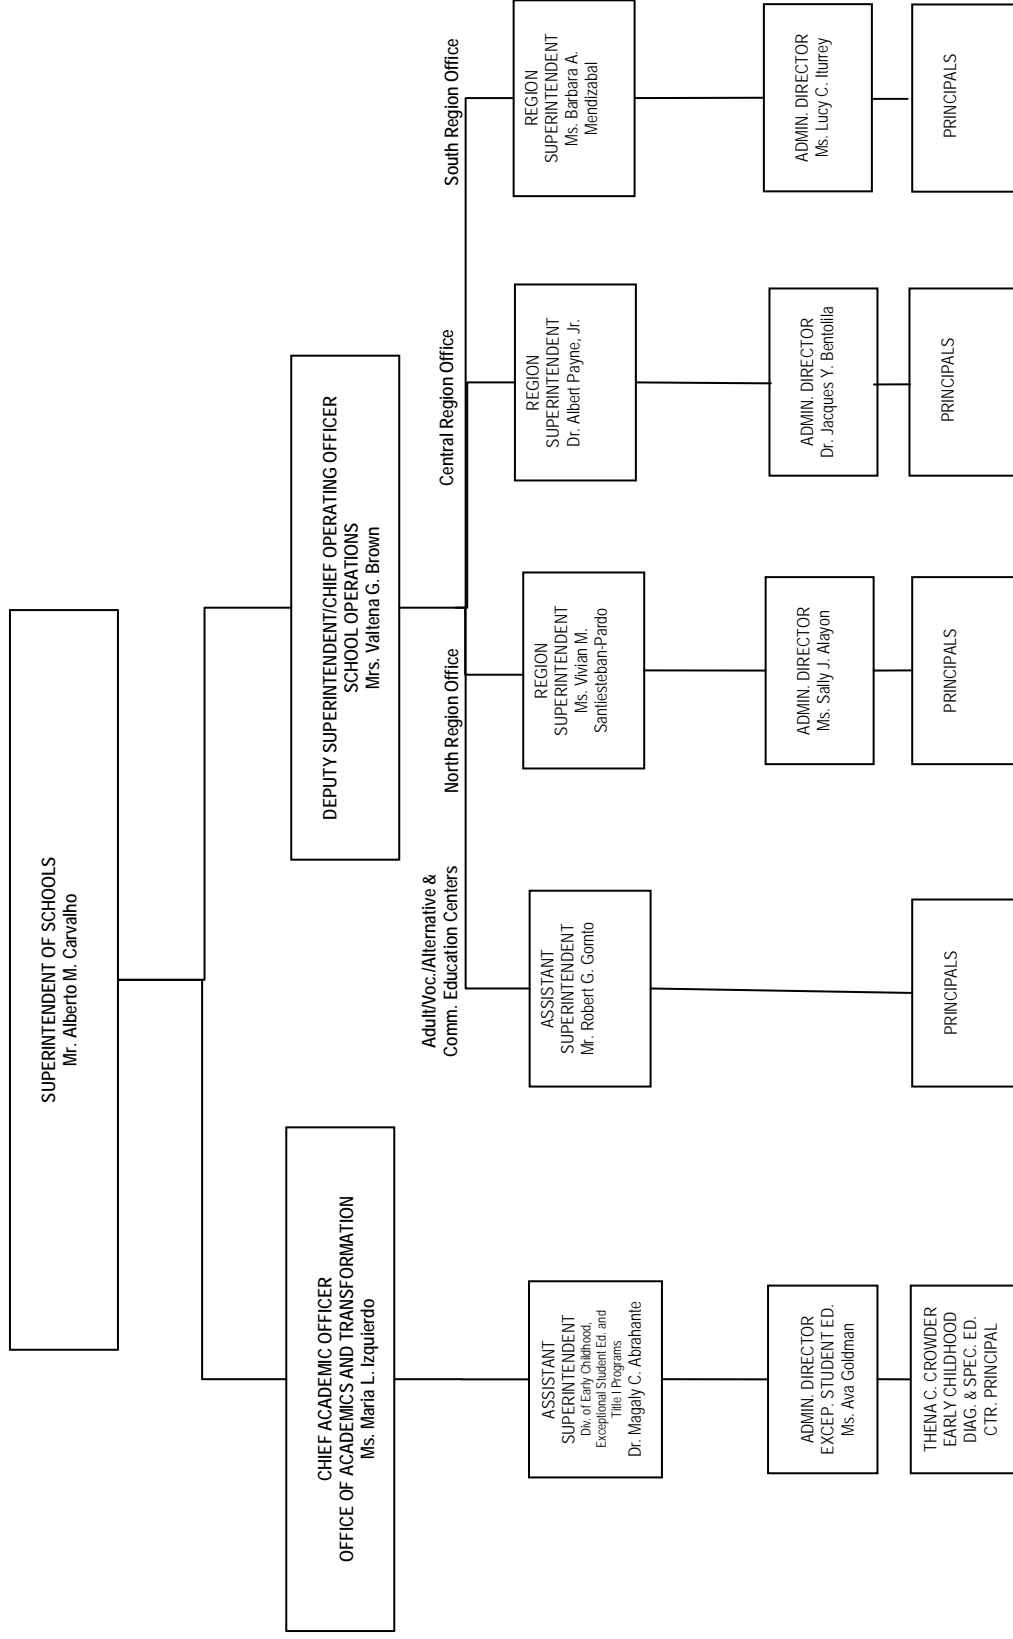 SUPERINTENDENT OF SCHOOLS
Mr. Alberto M. Carvalho
CHIEF ACADEMIC OFFICER
OFFICE OF ACADEMICS AND TRANSFORMATION
Ms. Maria L. Izquierdo
DEPUTY SUPERINTENDENT/CHIEF OPERATING OFFICER
SCHOOL OPERATIONS
Mrs. Valtena G. Brown
Adult/Voc./Alternative &
Comm. Education Centers
North Region Office
Central Region Office
South Region Office
ASSISTANT
SUPERINTENDENT
Div. of Early Childhood,
Exceptional Student Ed. and
Title I Programs
Dr. Magaly C. Abrahante
ASSISTANT
SUPERINTENDENT
Mr. Robert G. Gornto
REGION
SUPERINTENDENT
Ms. Vivian M.
Santiesteban-Pardo
REGION
SUPERINTENDENT
Dr. Albert Payne, Jr.
REGION
SUPERINTENDENT
Ms. Barbara A.
Mendizabal
ADMIN. DIRECTOR
EXCEP. STUDENT ED.
Ms. Ava Goldman
ADMIN. DIRECTOR
Ms. Sally J. Alayon
ADMIN. DIRECTOR
Dr. Jacques Y. Bentolila
ADMIN. DIRECTOR
Ms. Lucy C. Iturrey
THENA C. CROWDER
EARLY CHILDHOOD
DIAG. & SPEC. ED.
CTR. PRINCIPAL
PRINCIPALS
PRINCIPALS
PRINCIPALS
PRINCIPALS